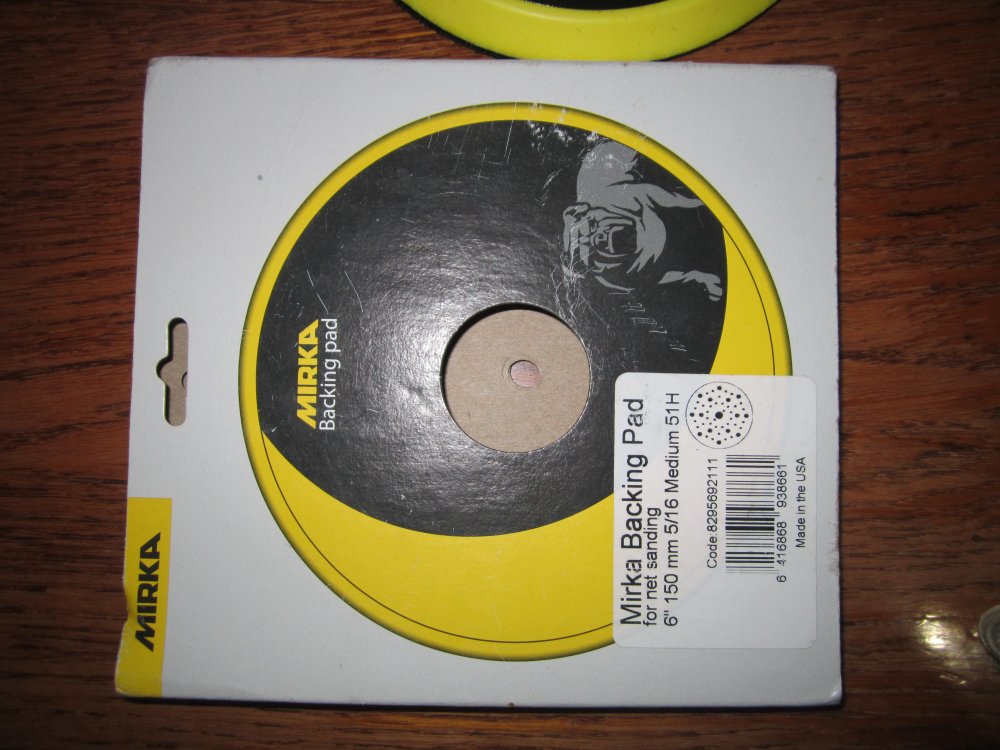 MIRKA
Backing pad
MIRKA
Mirka Backing Pad
for net sanding
6" 150 mm 5/16 Medium 51H
Code:8295692111
6 416868 938661
Made in the USA